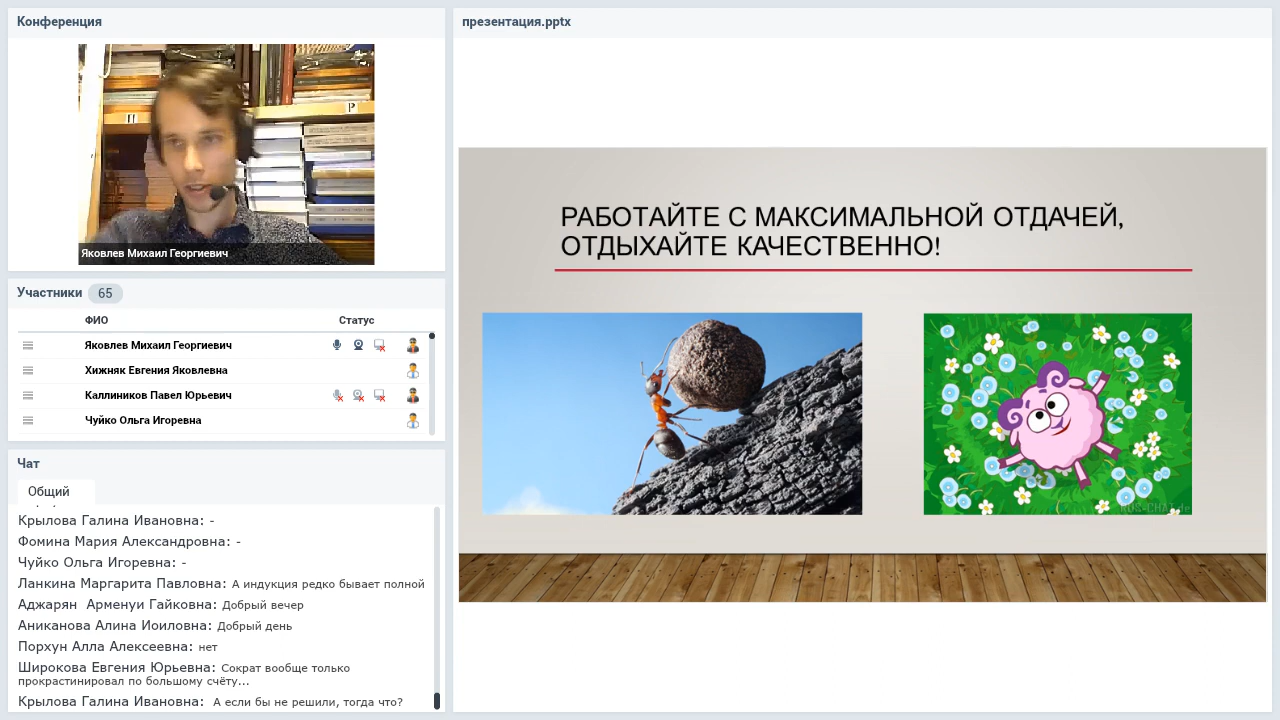 Конференция
П
Р
Яковлев Михаил Георгиевич
Участники 65
ФИО Статус
Яковлев Михаил Георгиевич
Хижняк Евгения Яковлевна
Каллиников Павел Юрьевич
Чуйко Ольга Игоревна
Чат
Общий
Крылова Галина Ивановна: -
Фомина Мария Александровна: -
Чуйко Ольга Игоревна: -
Ланкина Маргарита Павловна: А индукция редко бывает полной
Аджарян Арменуи Гайковна: Добрый вечер
Аниканова Алина Иоиловна: Добрый день
Порхун Алла Алексеевна: нет
Широкова Евгения Юрьевна: Сократ вообще только
прокрастинировал по большому счёту...
Крылова Галина Ивановна: А если бы не решили, тогда что?
презентация.pptx
РАБОТАЙТЕ С МАКСИМАЛЬНОЙ ОТДАЧЕЙ,
ОТДЫХАЙТЕ КАЧЕСТВЕННО!